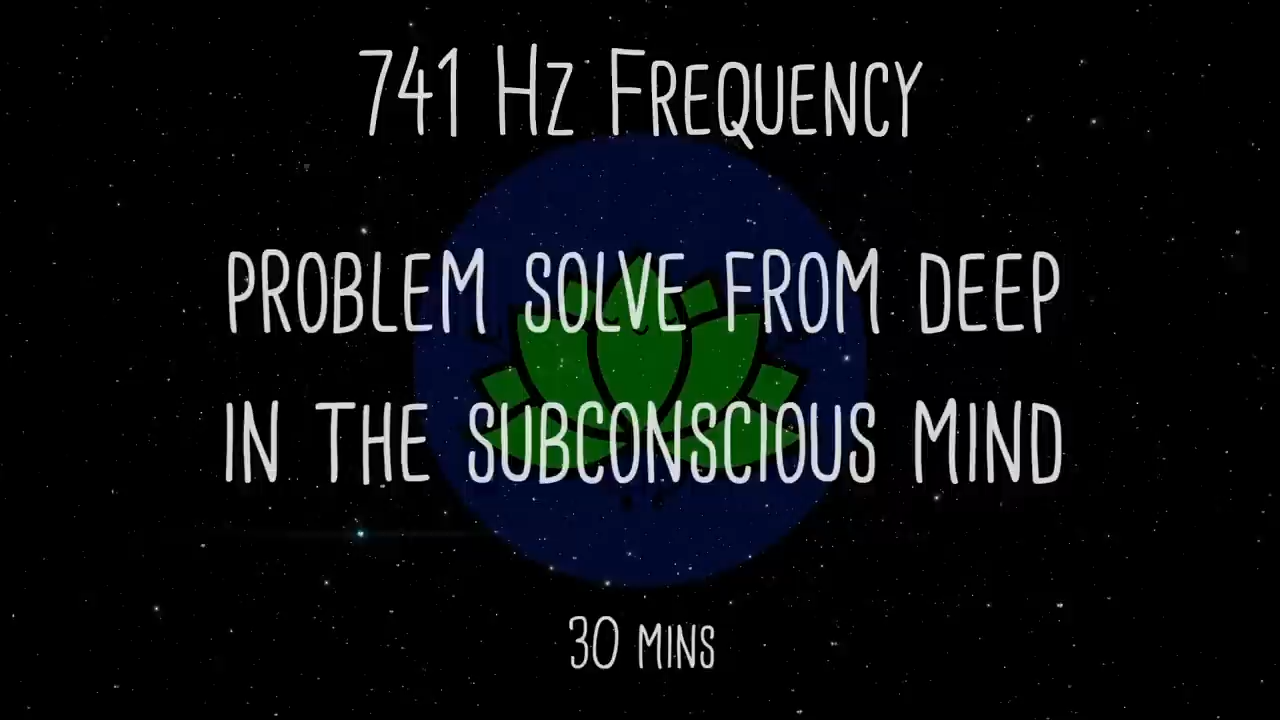 741 Hz Frequency
PROBLEM SOLVE FROM DEEP
IN THE SUBCONSCIOUS MIND
30 MINS